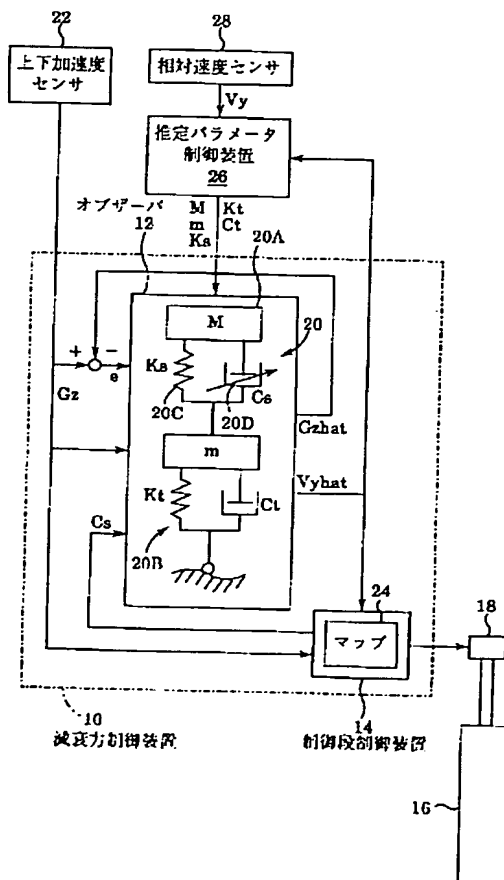 22
28
上下加速度
センサ
相対速度センサ
Vy
推定パラメータ
制御装置
26
オブザーバ
12
M
m
Ks
Kt
Ct
20A
M
20
+
−
e
Gz
Ks
Cs
20C
20D
Gzhat
m
Vyhat
Kt
Ct
Cs
20B
24
18
マップ
10
減衰力制御装置
14
制御段制御装置
16